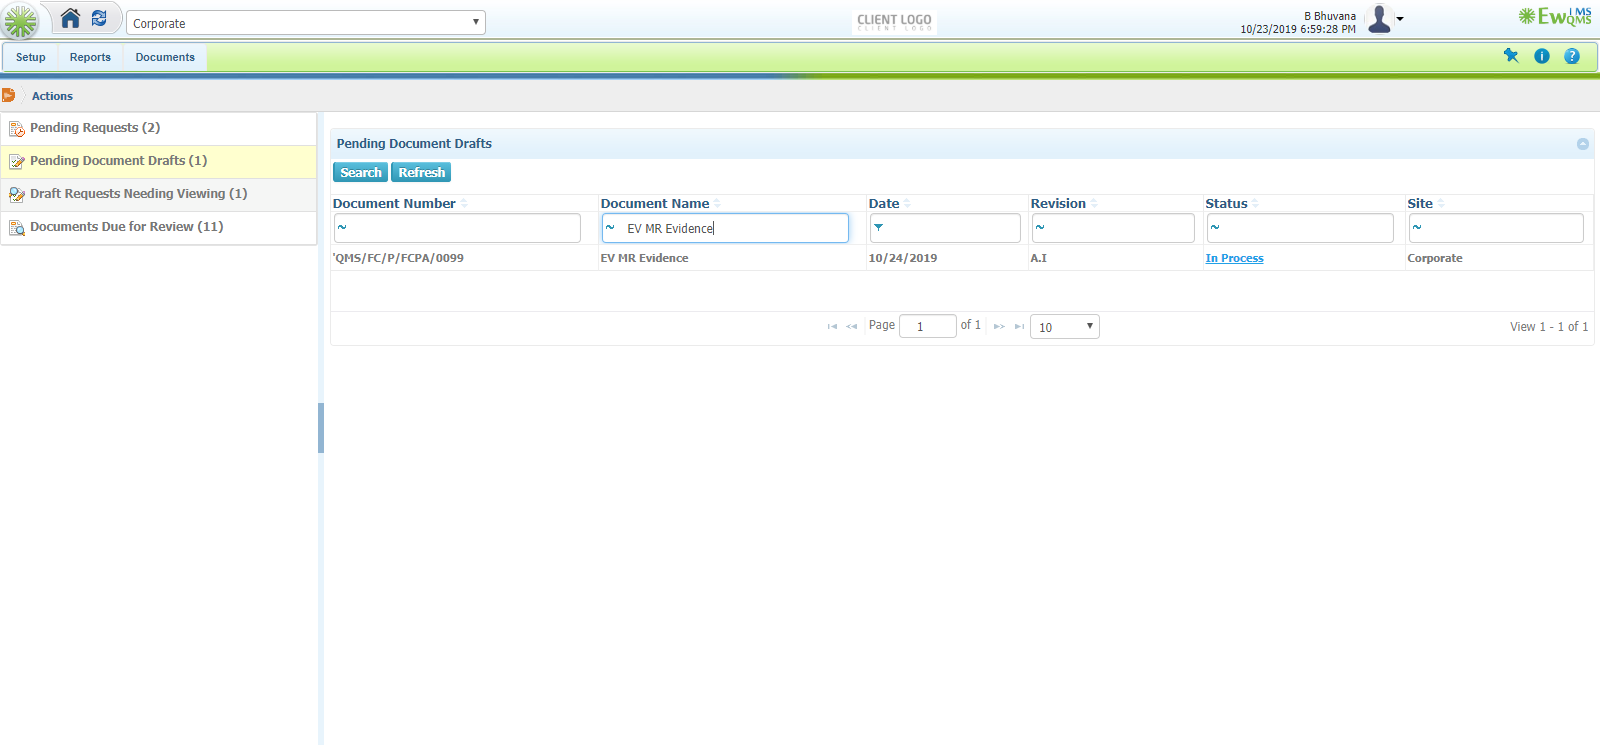 Corporate
CLIENT LOGO
CLIENT LOGO
B Bhuvana
10/23/2019 6:59:28 PM
EwQMS
iMS
Setup Reports Documents
Actions
Pending Requests (2)
Pending Document Drafts (1)
Draft Requests Needing Viewing (1)
Documents Due for Review (11)
Pending Document Drafts
Search Refresh
Document Number Document Name Date Revision Status Site
~ ~ EV MR Evidence ~ ~ ~
'QMS/FC/P/FCPA/0099 EV MR Evidence 10/24/2019 A.I In Process Corporate
Page 1 of 1 10 View 1 - 1 of 1